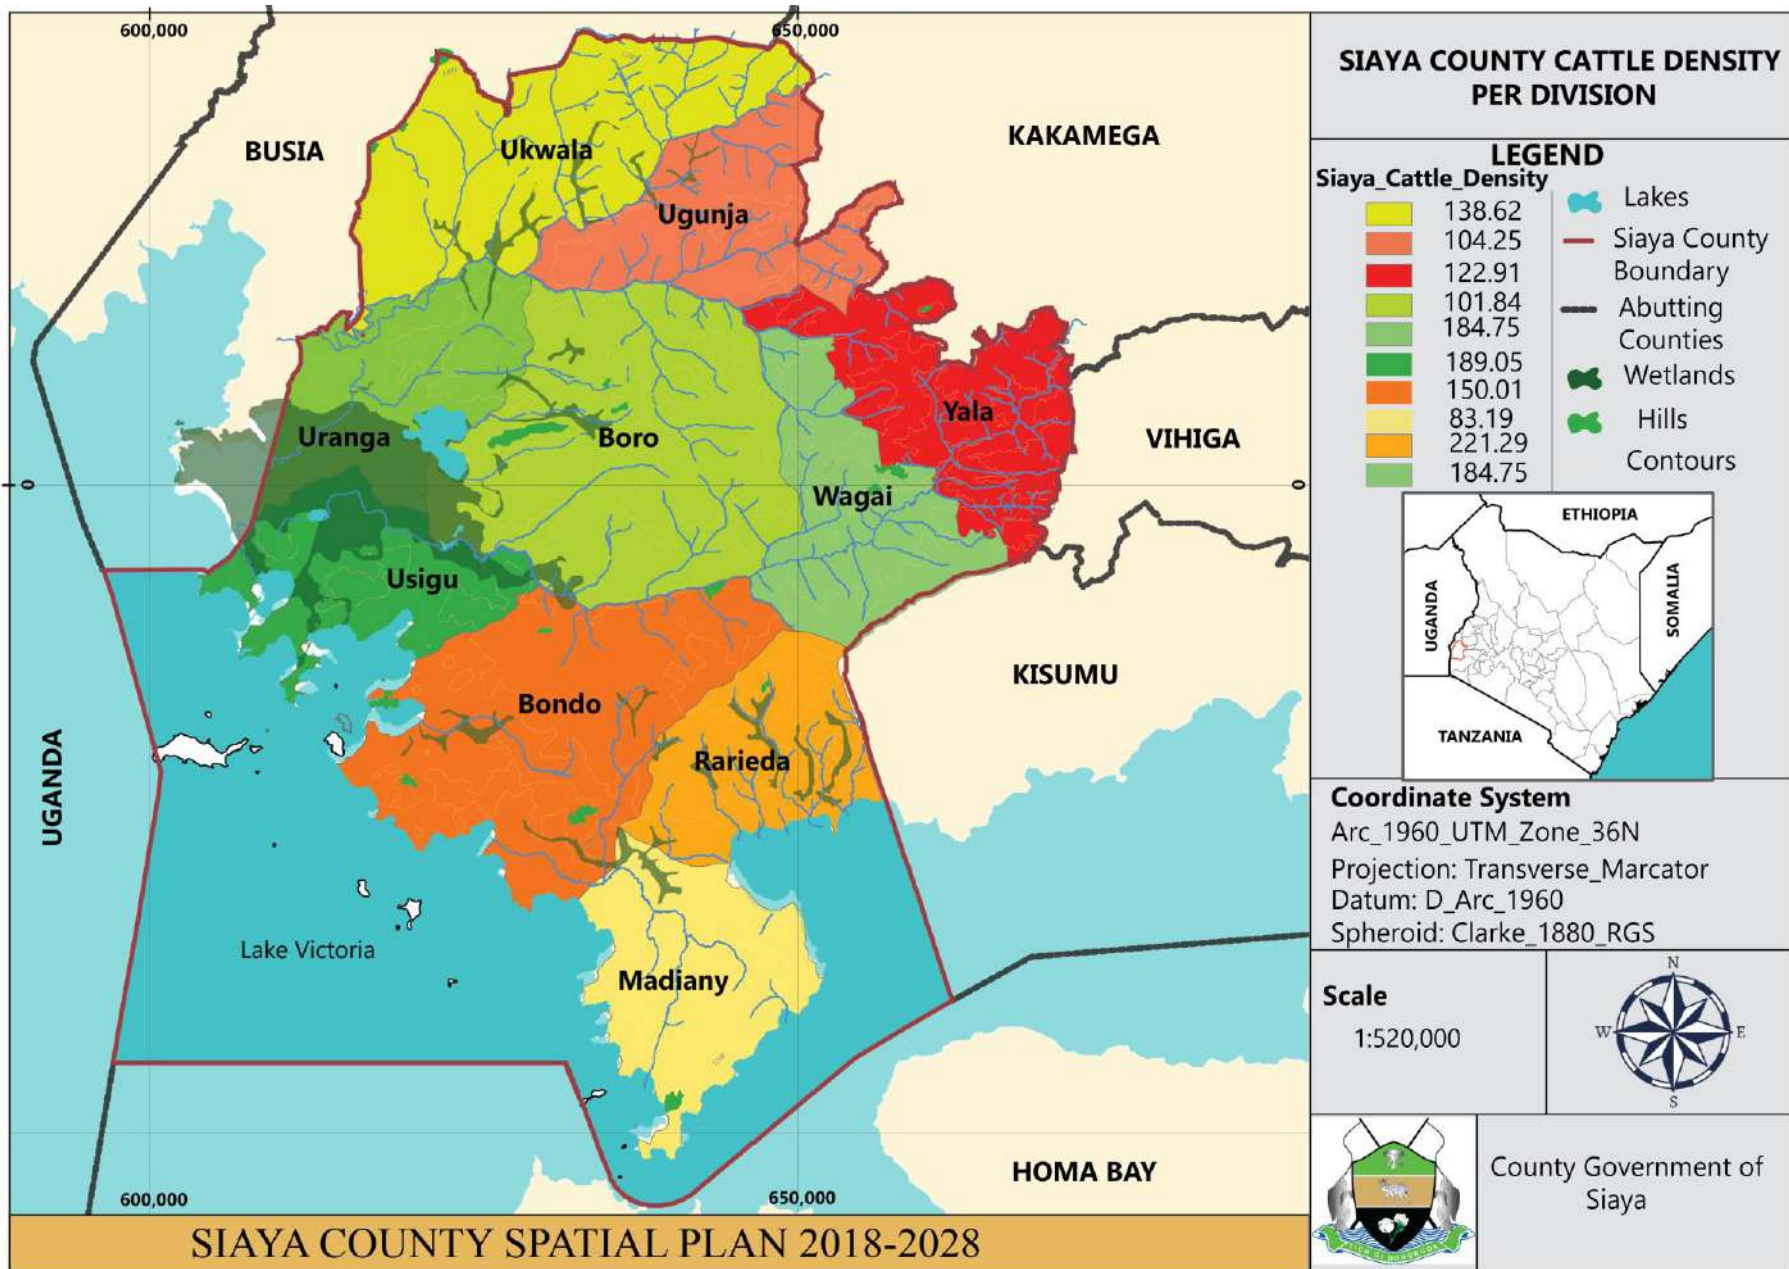 600,000
650,000
BUSIA
KAKAMEGA
Ukwala
Ugunja
Uranga
Boro
Yala
VIHIGA
0
0
Wagai
Usigu
KISUMU
Bondo
Rarieda
UGANDA
Lake Victoria
Madiany
HOMA BAY
600,000
650,000
SIAYA COUNTY SPATIAL PLAN 2018-2028
SIAYA COUNTY CATTLE DENSITY
PER DIVISION
LEGEND
Siaya_Cattle_Density
138.62
104.25
122.91
101.84
184.75
189.05
150.01
83.19
221.29
184.75
Lakes
Siaya County
Boundary
Abutting
Counties
Wetlands
Hills
Contours
ETHIOPIA
UGANDA
SOMALIA
TANZANIA
Coordinate System
Arc_1960_UTM_Zone_36N
Projection: Transverse_Marcator
Datum: D_Arc_1960
Spheroid: Clarke_1880_RGS
Scale
1:520,000
N
W
E
S
County Government of
Siaya